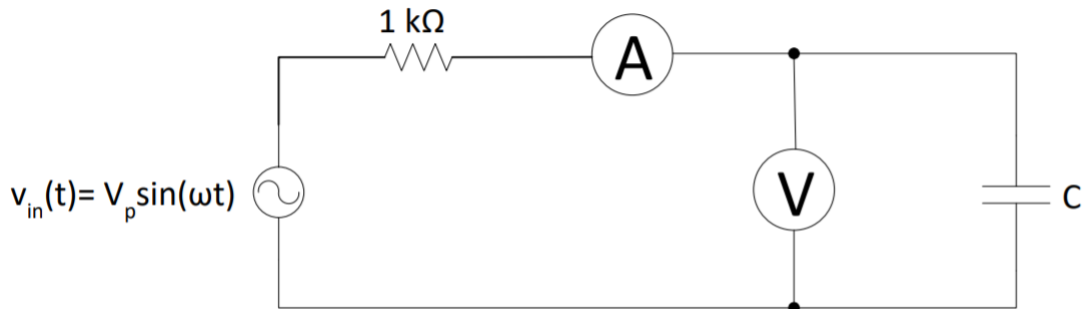 1 kΩ
A
v_in(t)= V_p sin(ωt)
V
C